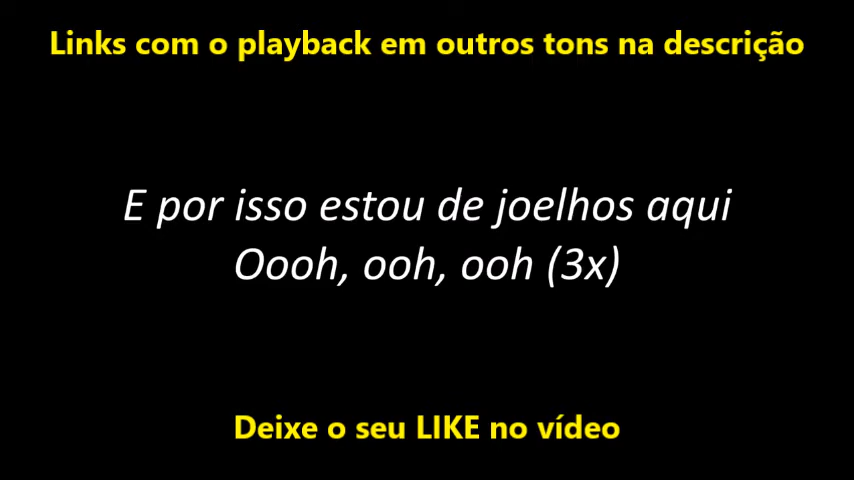 Links com o playback em outros tons na descrição
E por isso estou de joelhos aqui
Oooh, ooh, ooh (3x)
Deixe o seu LIKE no vídeo